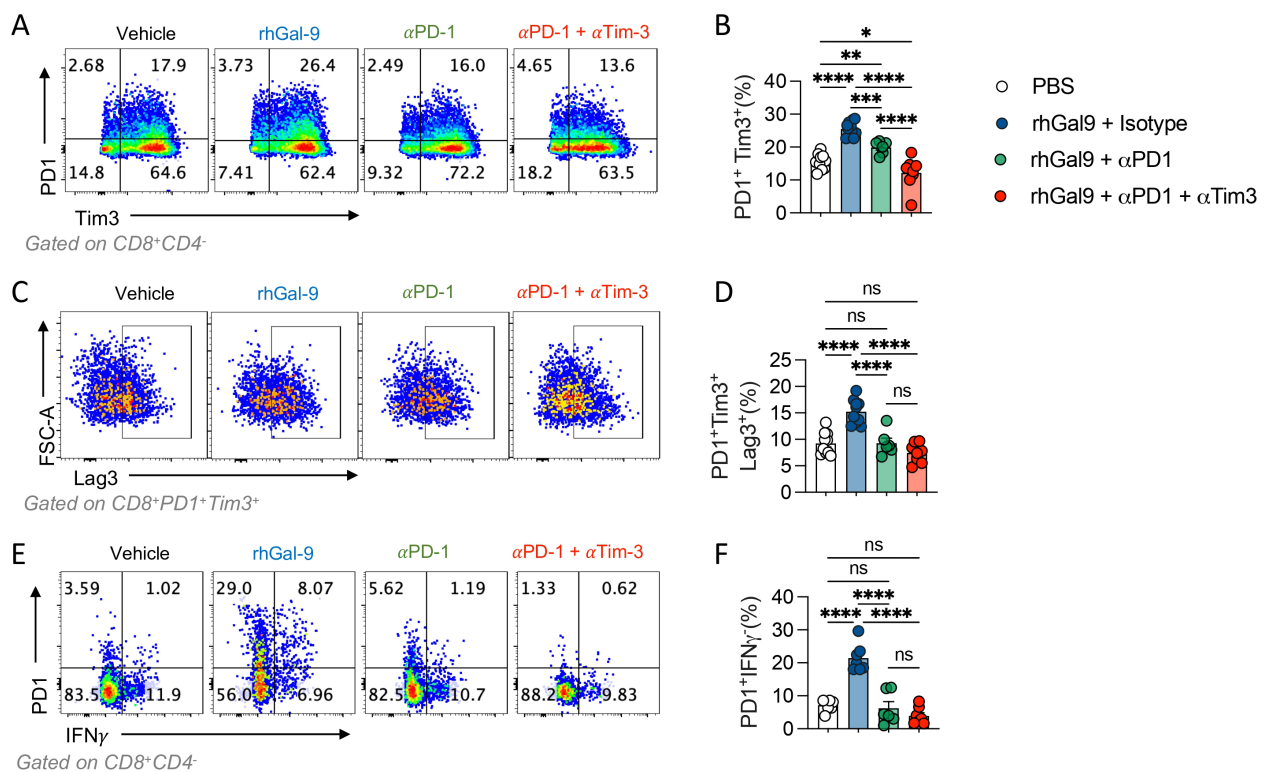 A
Vehicle
rhGal-9
αPD-1
αPD-1 + αTim-3
2.68
17.9
3.73
26.4
2.49
16.0
4.65
13.6
PD1
14.8
64.6
7.41
62.4
9.32
72.2
18.2
63.5
Tim3
Gated on CD8+CD4-
B
*
**
**** ****
***
****
PD1+ Tim3+(%)
40
30
20
10
0
PBS
rhGal9 + Isotype
rhGal9 + αPD1
rhGal9 + αPD1 + αTim3
C
Vehicle
rhGal-9
αPD-1
αPD-1 + αTim-3
FSC-A
Lag3
Gated on CD8+PD1+Tim3+
D
ns
ns
**** ****
****
ns
PD1+Tim3+
Lag3+(%)
25
20
15
10
5
0
E
Vehicle
rhGal-9
αPD-1
αPD-1 + αTim-3
3.59
1.02
29.0
8.07
5.62
1.19
1.33
0.62
PD1
83.5
11.9
56.0
6.96
82.5
10.7
88.2
9.83
IFNγ
Gated on CD8+CD4-
F
ns
ns
****
**** ****
ns
PD1+IFNγ-(%)
40
30
20
10
0